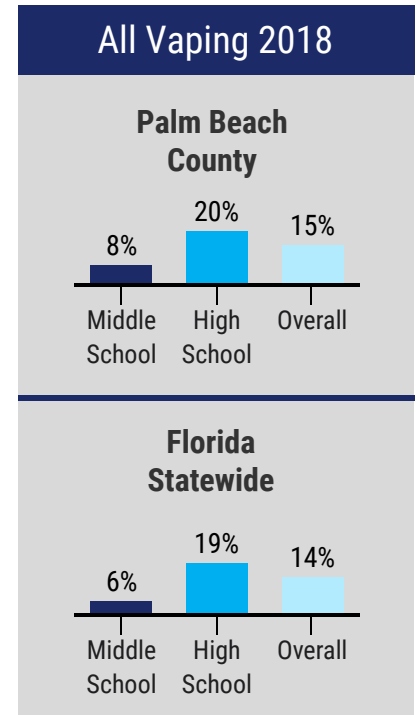 All Vaping 2018
Palm Beach
County
8%
20%
15%
Middle
School
High
School
Overall
Florida
Statewide
6%
19%
14%
Middle
School
High
School
Overall